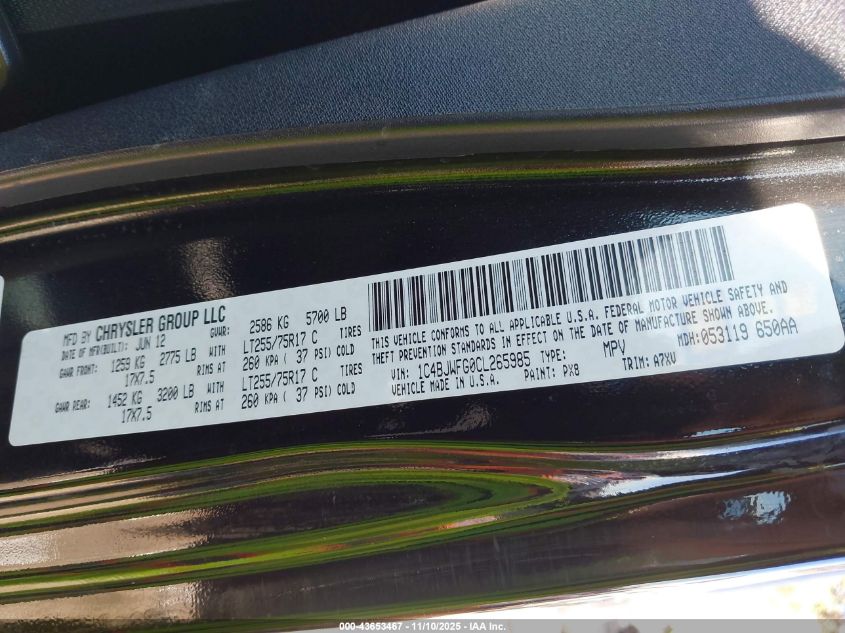 MFD BY CHRYSLER GROUP LLC
DATE OF MFR(BUILT): JUN 12 GVWR: 2586 KG 5700 LB
GAWR FRONT: 1259 KG 2775 LB WITH LT255/75R17 C TIRES
17X7.5 RIMS AT 260 KPA ( 37 PSI) COLD
GAWR REAR: 1452 KG 3200 LB WITH LT255/75R17 C TIRES
17X7.5 RIMS AT 260 KPA ( 37 PSI) COLD
THIS VEHICLE CONFORMS TO ALL APPLICABLE U.S.A. FEDERAL MOTOR VEHICLE SAFETY AND
THEFT PREVENTION STANDARDS IN EFFECT ON THE DATE OF MANUFACTURE SHOWN ABOVE.
VIN: 1C4BJWFG0CL265985 TYPE: MPV MDH: 053119 650AA
VEHICLE MADE IN U.S.A. PAINT: PX8 TRIM: A7XV
000-43653467 - 11/10/2025 - IAA Inc.